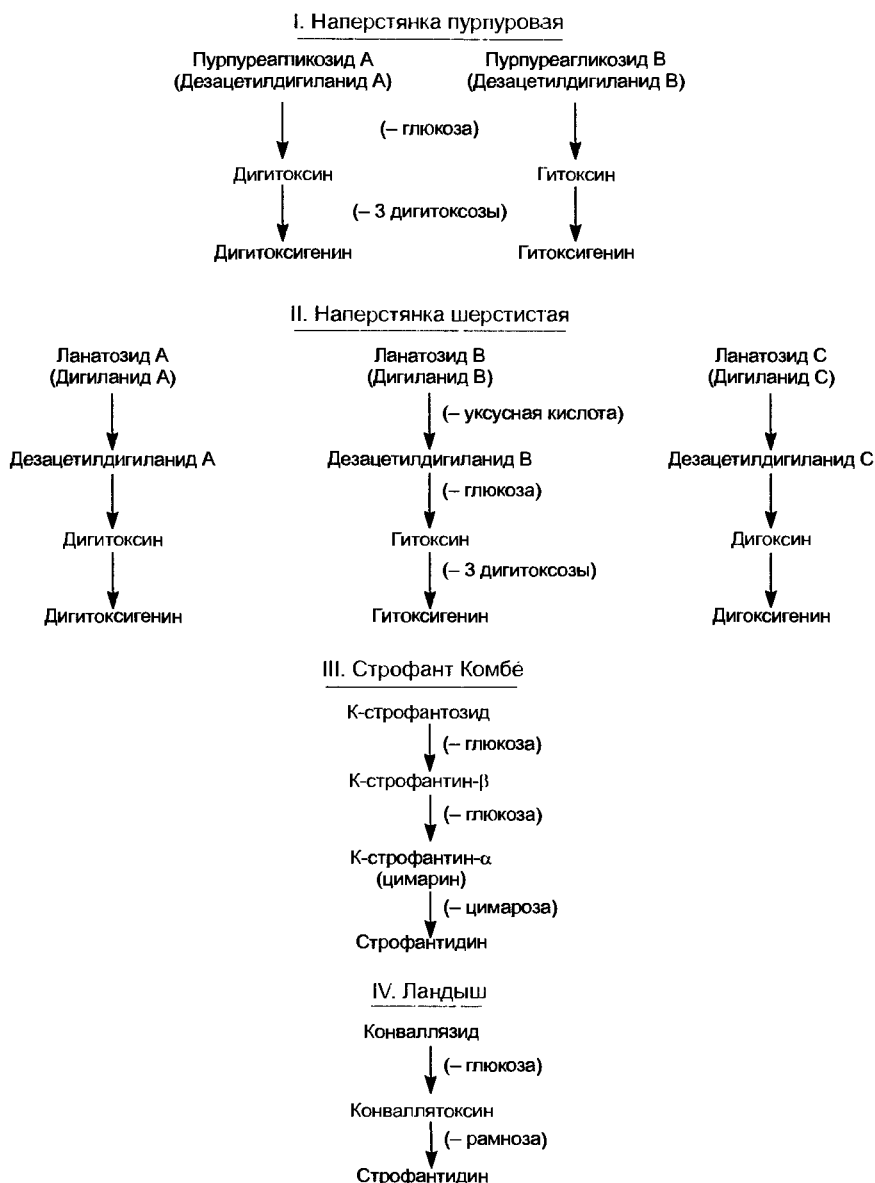 I. Наперстянка пурпуровая
Пурпуреагликозид А
(Дезацетилдигиланид А)
Пурпуреагликозид В
(Дезацетилдигиланид В)
(– глюкоза)
Дигитоксин
Гитоксин
(– 3 дигитоксозы)
Дигитоксигенин
Гитоксигенин
II. Наперстянка шерстистая
Ланатозид А
(Дигиланид А)
Ланатозид В
(Дигиланид В)
Ланатозид С
(Дигиланид С)
(– уксусная кислота)
Дезацетилдигиланид А
Дезацетилдигиланид В
Дезацетилдигиланид С
(– глюкоза)
Дигитоксин
Гитоксин
Дигоксин
(– 3 дигитоксозы)
Дигитоксигенин
Гитоксигенин
Дигоксигенин
III. Строфант Комбе́
К-строфантозид
(– глюкоза)
К-строфантин-β
(– глюкоза)
К-строфантин-α
(цимарин)
(– цимароза)
Строфантидин
IV. Ландыш
Конваллязид
(– глюкоза)
Конваллятоксин
(– рамноза)
Строфантидин